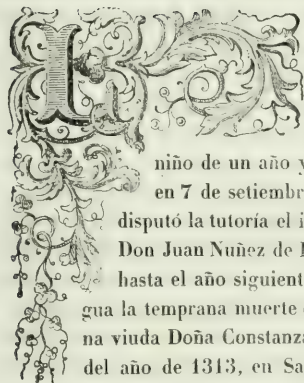 niño de un año y
en 7 de setiembr
disputó la tutoría el i
Don Juan Nuñez de
hasta el año siguient
gua la temprana muerte
na viuda Doña Constanza
del año de 1313, en Sa